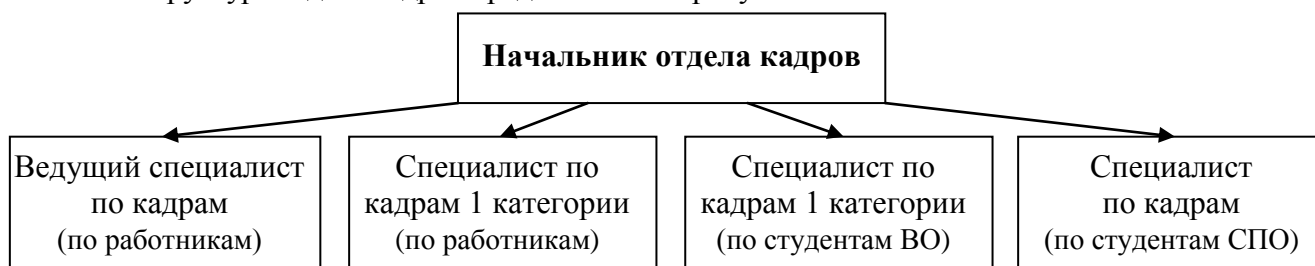 Начальник отдела кадров
Ведущий специалист
по кадрам
(по работникам)
Специалист по
кадрам 1 категории
(по работникам)
Специалист по
кадрам 1 категории
(по студентам ВО)
Специалист
по кадрам
(по студентам СПО)